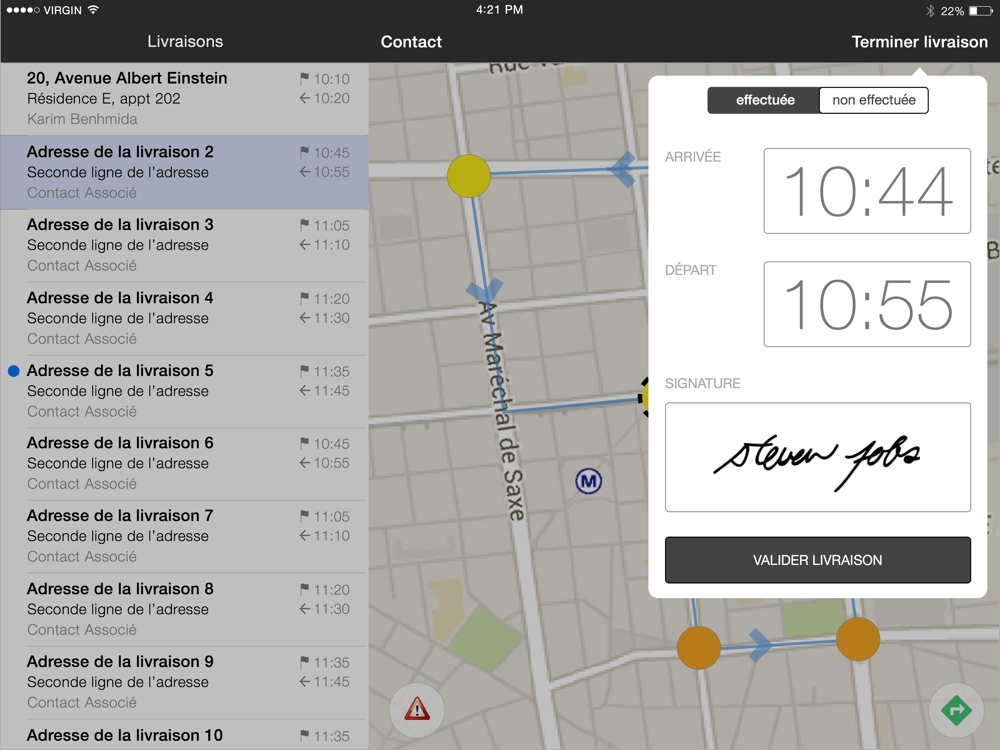 VIRGIN
4:21 PM
22%
Livraisons
Contact
Terminer livraison
20, Avenue Albert Einstein
10:10
Résidence E, appt 202
10:20
Karim Benhmida
Adresse de la livraison 2
10:45
Seconde ligne de l’adresse
10:55
Contact Associé
Adresse de la livraison 3
11:05
Seconde ligne de l’adresse
11:10
Contact Associé
Adresse de la livraison 4
11:20
Seconde ligne de l’adresse
11:30
Contact Associé
Adresse de la livraison 5
11:35
Seconde ligne de l’adresse
11:45
Contact Associé
Adresse de la livraison 6
10:45
Seconde ligne de l’adresse
10:55
Contact Associé
Adresse de la livraison 7
11:05
Seconde ligne de l’adresse
11:10
Contact Associé
Adresse de la livraison 8
11:20
Seconde ligne de l’adresse
11:30
Contact Associé
Adresse de la livraison 9
11:35
Seconde ligne de l’adresse
11:45
Contact Associé
Adresse de la livraison 10
11:35
Rue
Av Maréchal de Saxe
M
effectuée
non effectuée
ARRIVÉE
10:44
DÉPART
10:55
SIGNATURE
steven jobs
VALIDER LIVRAISON